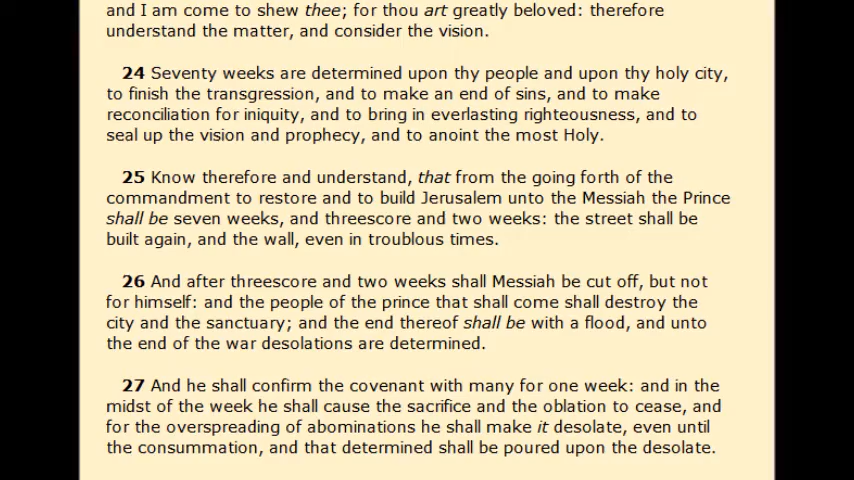 and I am come to shew thee; for thou art greatly beloved: therefore
understand the matter, and consider the vision.
24 Seventy weeks are determined upon thy people and upon thy holy city,
to finish the transgression, and to make an end of sins, and to make
reconciliation for iniquity, and to bring in everlasting righteousness, and to
seal up the vision and prophecy, and to anoint the most Holy.
25 Know therefore and understand, that from the going forth of the
commandment to restore and to build Jerusalem unto the Messiah the Prince
shall be seven weeks, and threescore and two weeks: the street shall be
built again, and the wall, even in troublous times.
26 And after threescore and two weeks shall Messiah be cut off, but not
for himself: and the people of the prince that shall come shall destroy the
city and the sanctuary; and the end thereof shall be with a flood, and unto
the end of the war desolations are determined.
27 And he shall confirm the covenant with many for one week: and in the
midst of the week he shall cause the sacrifice and the oblation to cease, and
for the overspreading of abominations he shall make it desolate, even until
the consummation, and that determined shall be poured upon the desolate.